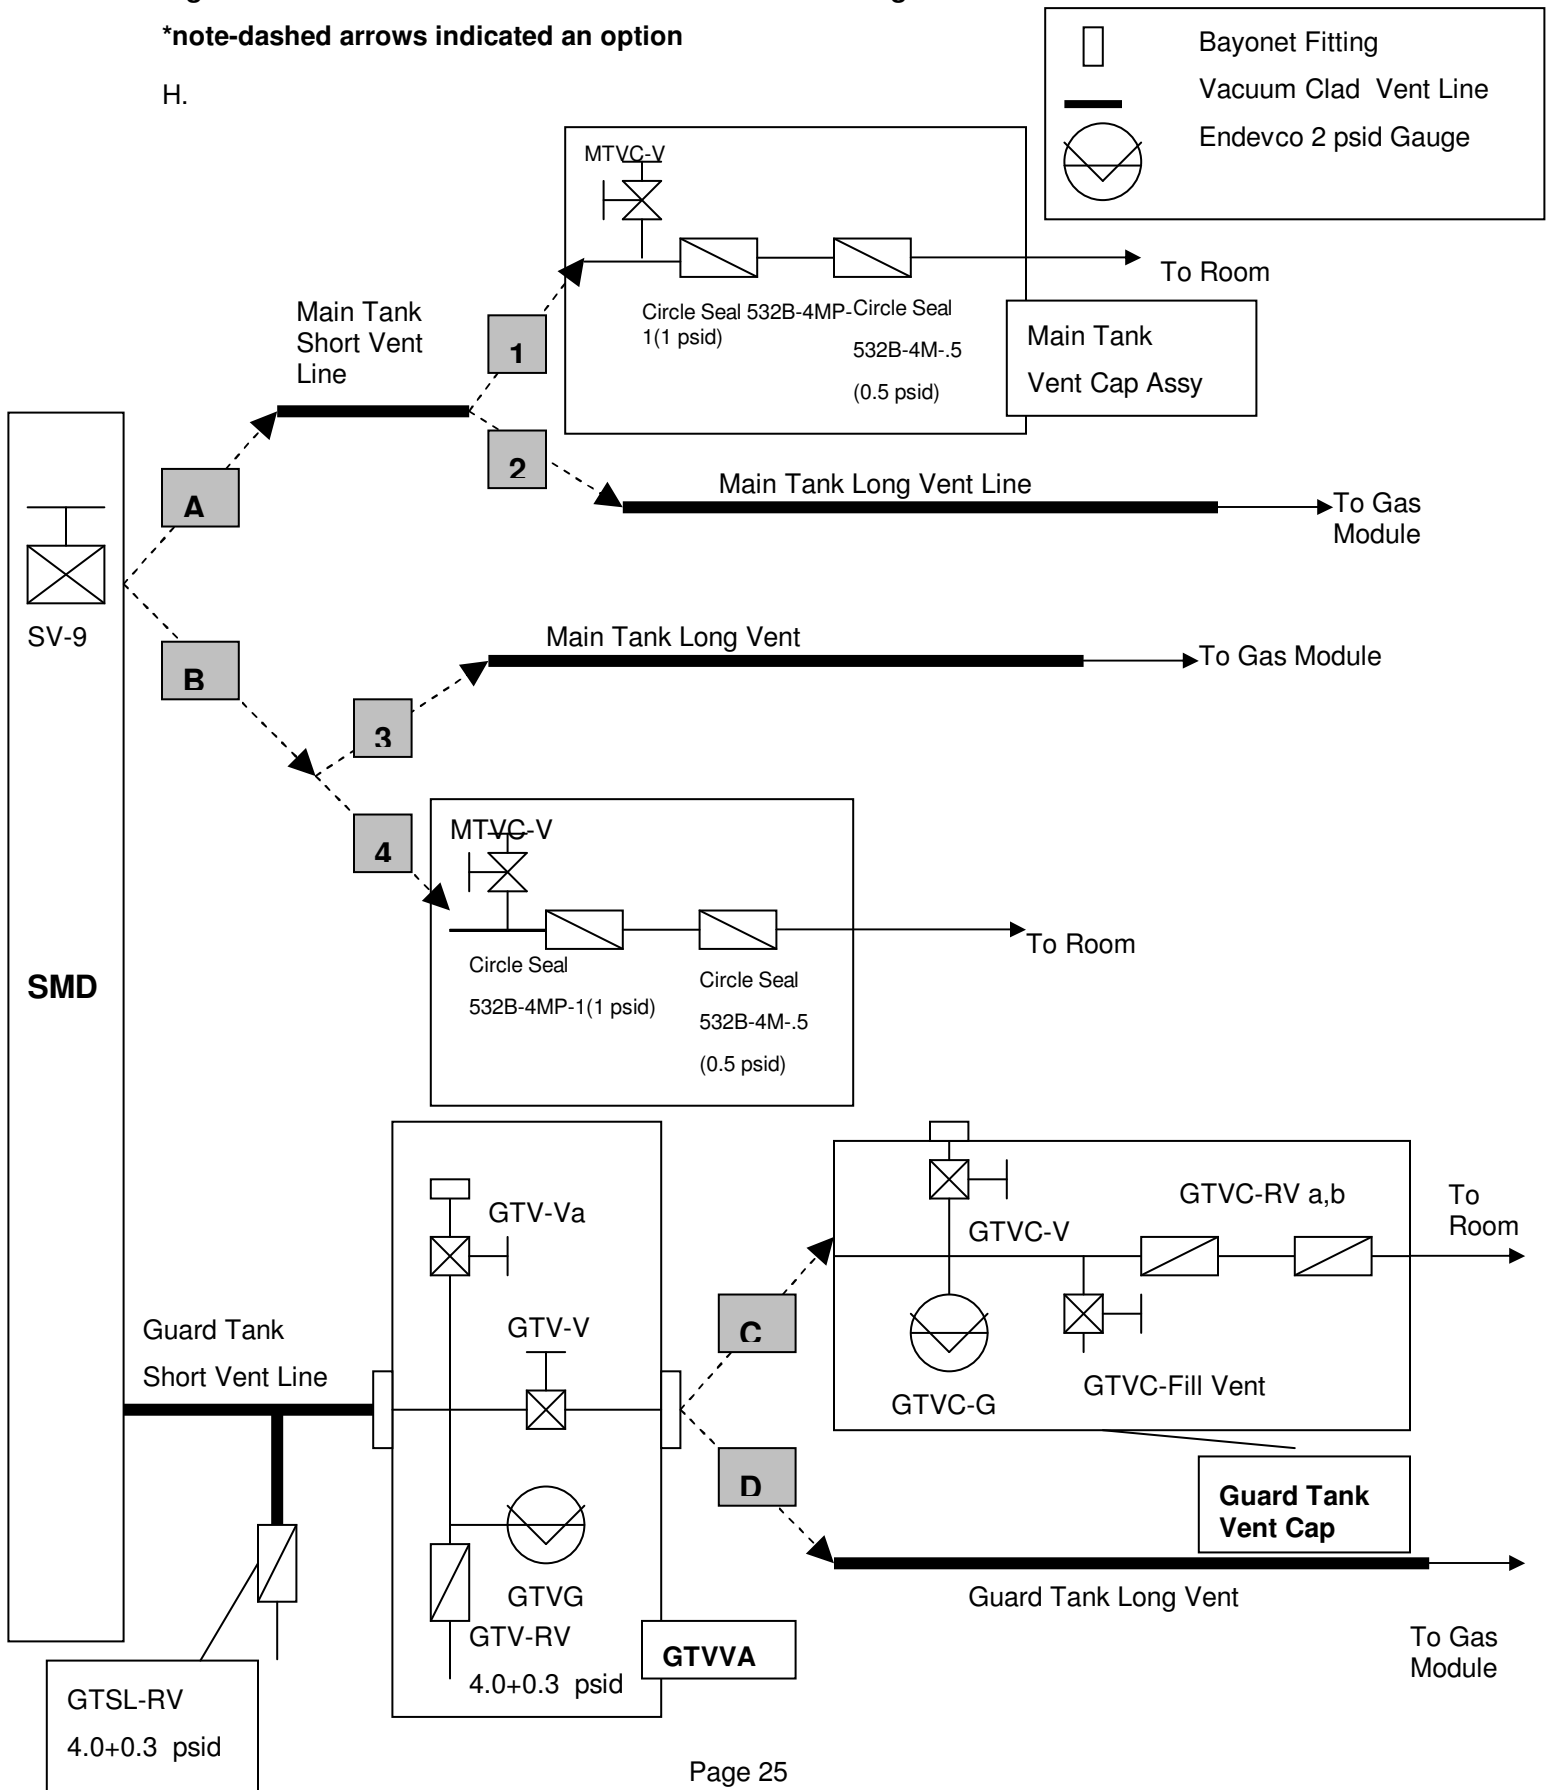 *note-dashed arrows indicated an option
H.
Bayonet Fitting
Vacuum Clad Vent Line
Endevco 2 psid Gauge
MTVC-V
To Room
Circle Seal 532B-4MP-
1(1 psid)
Circle Seal
532B-4M-.5
(0.5 psid)
Main Tank
Vent Cap Assy
Main Tank
Short Vent
Line
1
2
A
Main Tank Long Vent Line
To Gas
Module
SV-9
B
Main Tank Long Vent
To Gas Module
3
4
MTVC-V
To Room
Circle Seal
532B-4MP-1(1 psid)
Circle Seal
532B-4M-.5
(0.5 psid)
SMD
GTV-Va
GTV-V
GTVC-RV a,b
To
Room
GTVC-V
C
GTVC-G
GTVC-Fill Vent
Guard Tank
Short Vent Line
D
Guard Tank
Vent Cap
GTVG
GTV-RV
4.0+0.3 psid
GTVVA
Guard Tank Long Vent
To Gas
Module
GTSL-RV
4.0+0.3 psid
Page 25